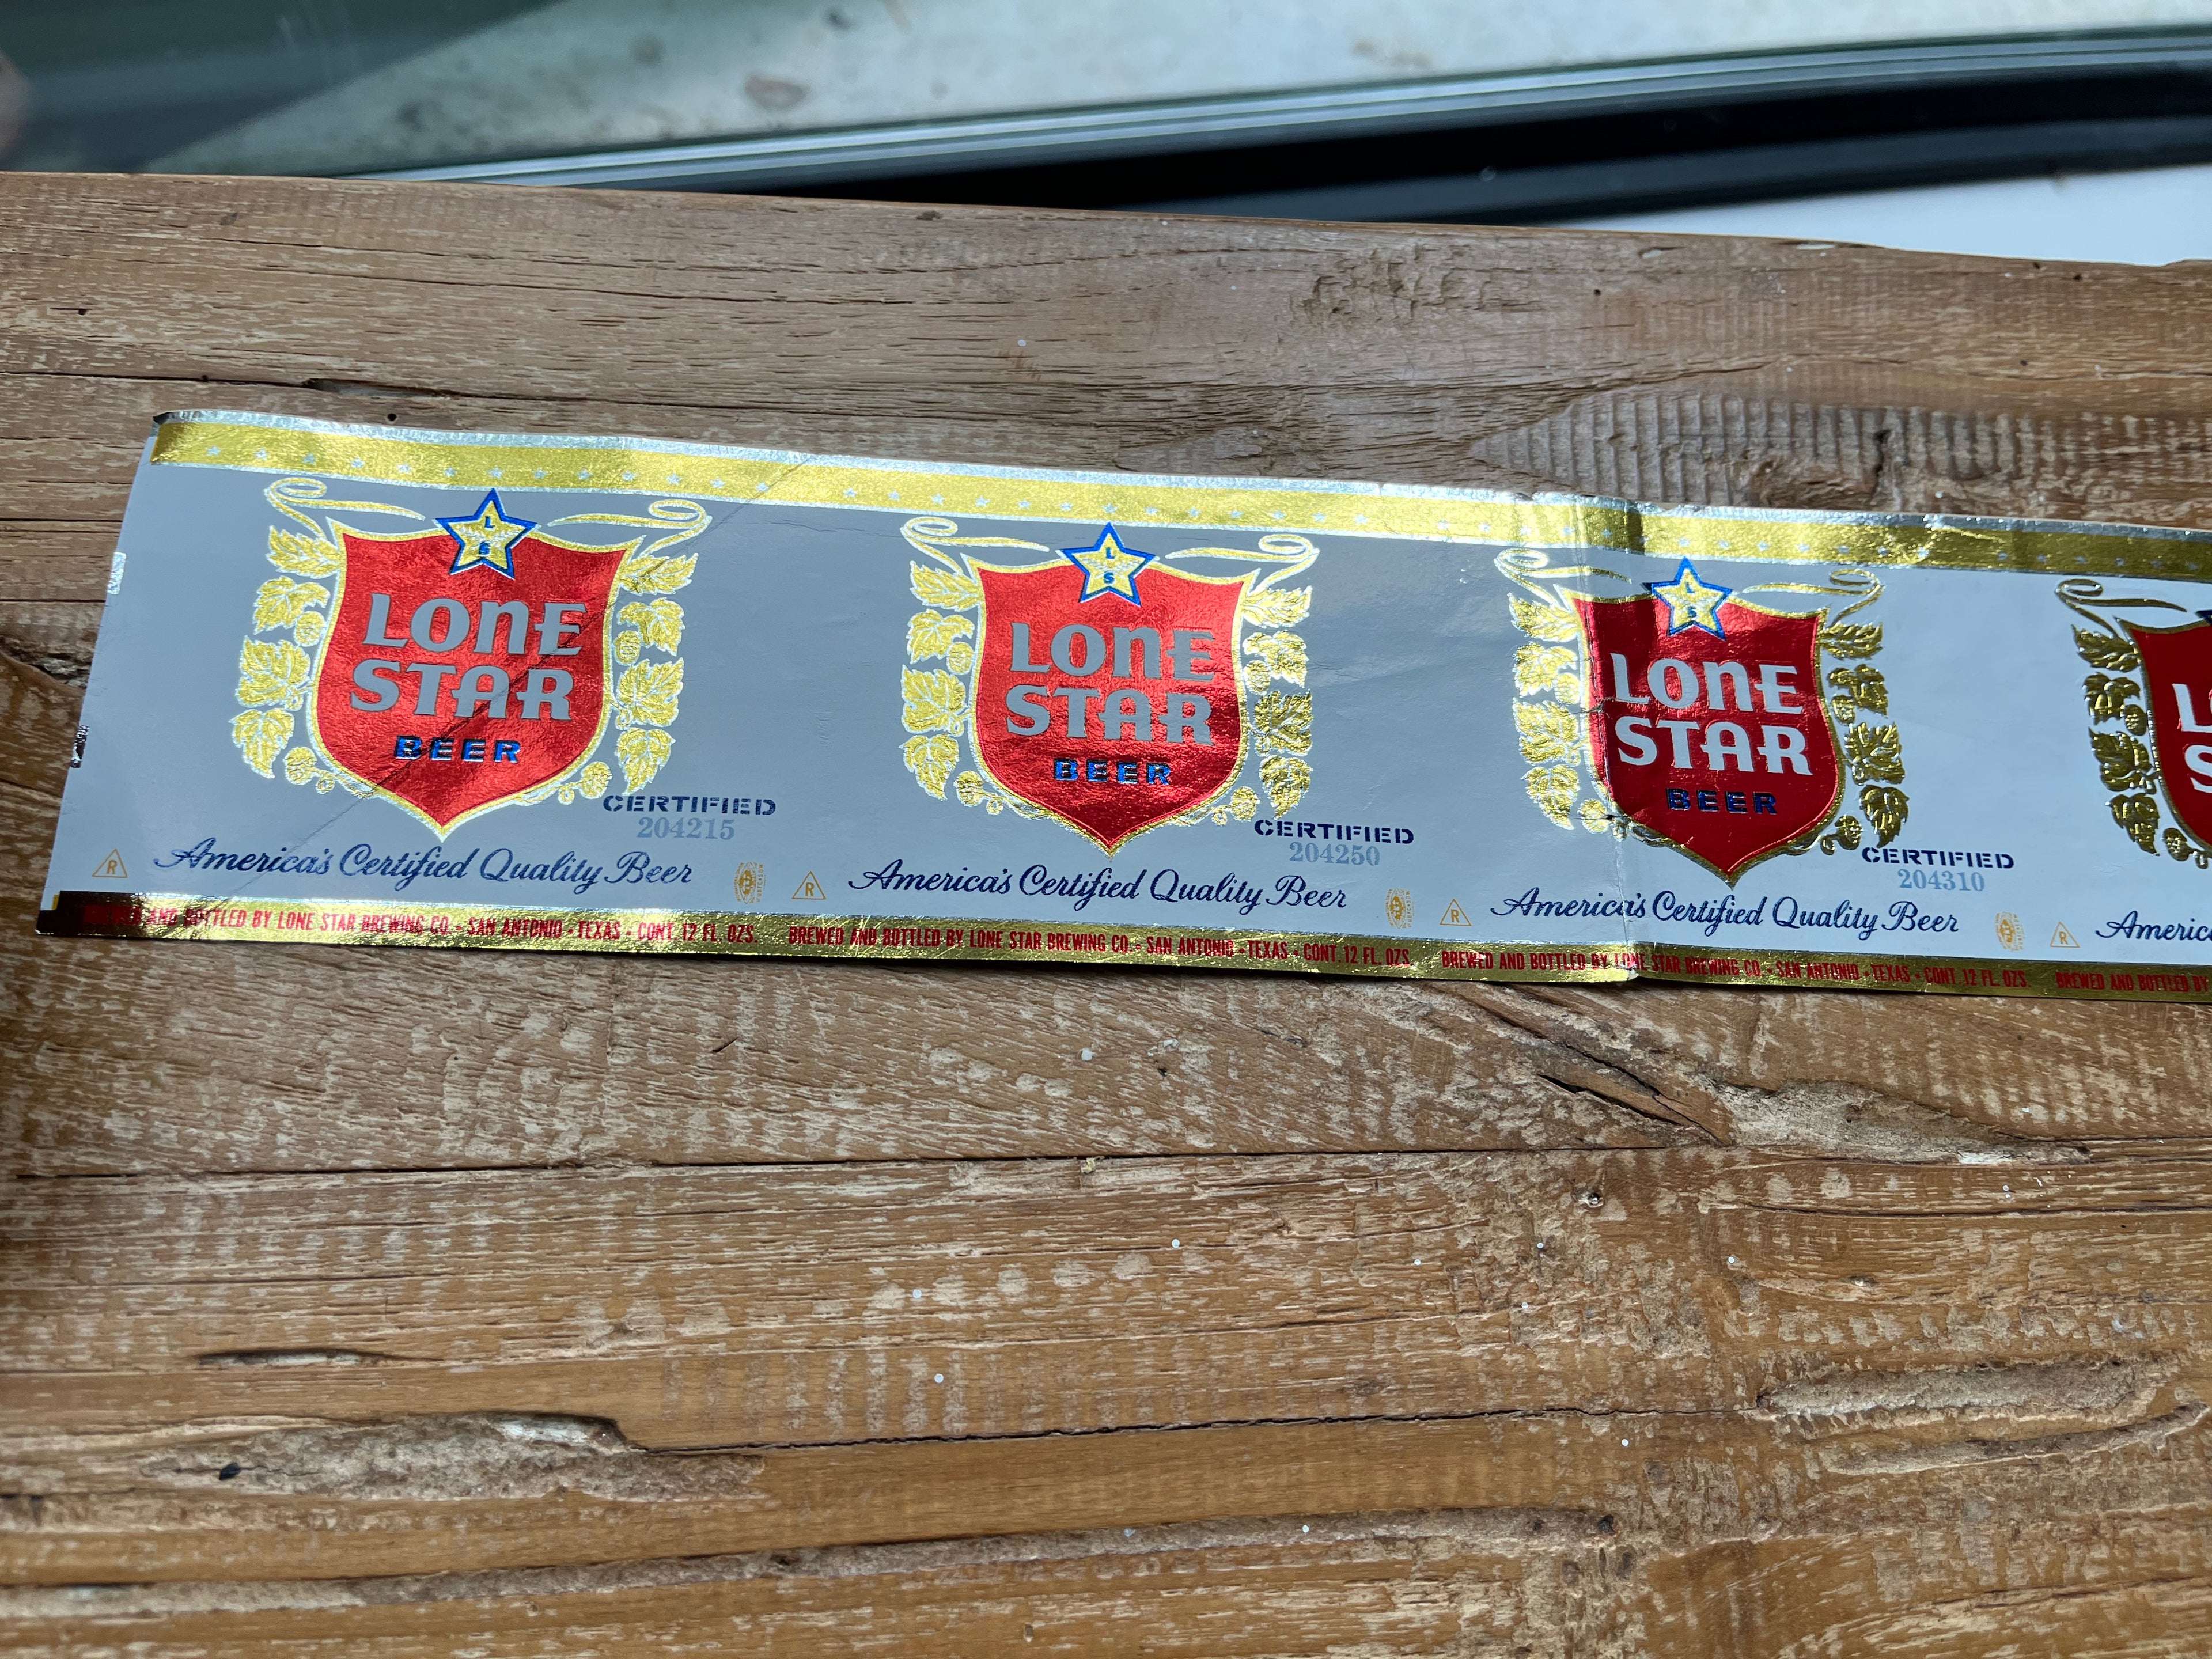 L
S
LONE
STAR
BEER
CERTIFIED
204215
R
America's Certified Quality Beer
AND BOTTLED BY LONE STAR BREWING CO. • SAN ANTONIO • TEXAS • CONT. 12 FL. OZS.
L
S
LONE
STAR
BEER
CERTIFIED
204250
R
America's Certified Quality Beer
BREWED AND BOTTLED BY LONE STAR BREWING CO. • SAN ANTONIO • TEXAS • CONT. 12 FL. OZS.
L
S
LONE
STAR
BEER
CERTIFIED
204310
R
America's Certified Quality Beer
BREWED AND BOTTLED BY LONE STAR BREWING CO. • SAN ANTONIO • TEXAS • CONT. 12 FL. OZS.
L
S
R
Americ
BREWED AND BOTTLED BY